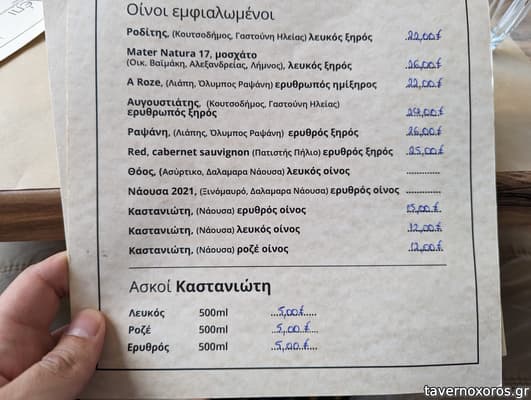 Οίνοι εμφιαλωμένοι
Ροδίτης, (Κουτσοδήμος, Γαστούνη Ηλείας) λευκός ξηρός 22,00€
Mater Natura 17, μοσχάτο
(Οικ. Βαϊμάκη, Αλεξανδρείας, Λήμνος), λευκός ξηρός 26,00€
A Roze, (Λιάπη, Όλυμπος Ραψάνη) ερυθρωπός ημίξηρος 22,00€
Αυγουστιάτης, (Κουτσοδήμος, Γαστούνη Ηλείας)
ερυθρωπός ξηρός 24,00€
Ραψάνη, (Λιάπης, Όλυμπος Ραψάνη) ερυθρός ξηρός 26,00€
Red, cabernet sauvignon (Πατιστής Πήλιο) ερυθρός ξηρός 25,00€
Θόος, (Ασύρτικο, Δαλαμαρα Νάουσα) λευκός οίνος ............
Νάουσα 2021, (Ξινόμαυρό, Δαλαμαρα Νάουσα) ερυθρός οίνος ............
Καστανιώτη, (Νάουσα) ερυθρός οίνος 15,00€
Καστανιώτη, (Νάουσα) λευκός οίνος 12,00€
Καστανιώτη, (Νάουσα) ροζέ οίνος 12,00€
Ασκοί Καστανιώτη
Λευκός 500ml 5,00€
Ροζέ 500ml 5,00€
Ερυθρός 500ml 5,00€
tavernoxoros.gr